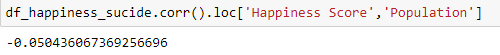 df_happiness_sucide.corr().loc['Happiness Score','Population']
-0.050436067369256696